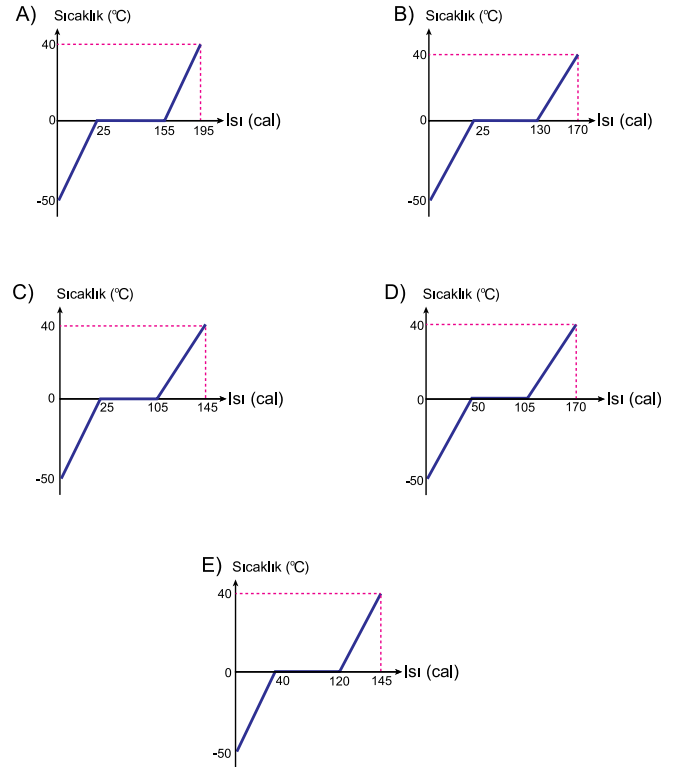 A) Sıcaklık (°C)
40
0
25 155 195 Isı (cal)
-50
B) Sıcaklık (°C)
40
0
25 130 170 Isı (cal)
-50
C) Sıcaklık (°C)
40
0
25 105 145 Isı (cal)
-50
D) Sıcaklık (°C)
40
0
50 105 170 Isı (cal)
-50
E) Sıcaklık (°C)
40
0
40 120 145 Isı (cal)
-50